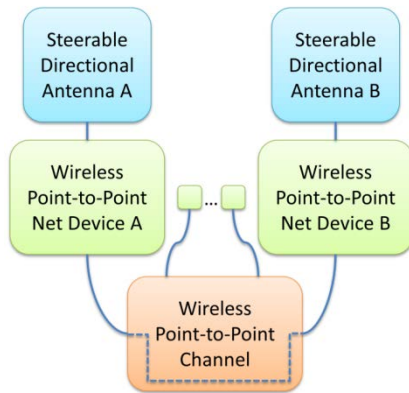 Steerable
Directional
Antenna A
Steerable
Directional
Antenna B
Wireless
Point-to-Point
Net Device A
...
Wireless
Point-to-Point
Net Device B
Wireless
Point-to-Point
Channel